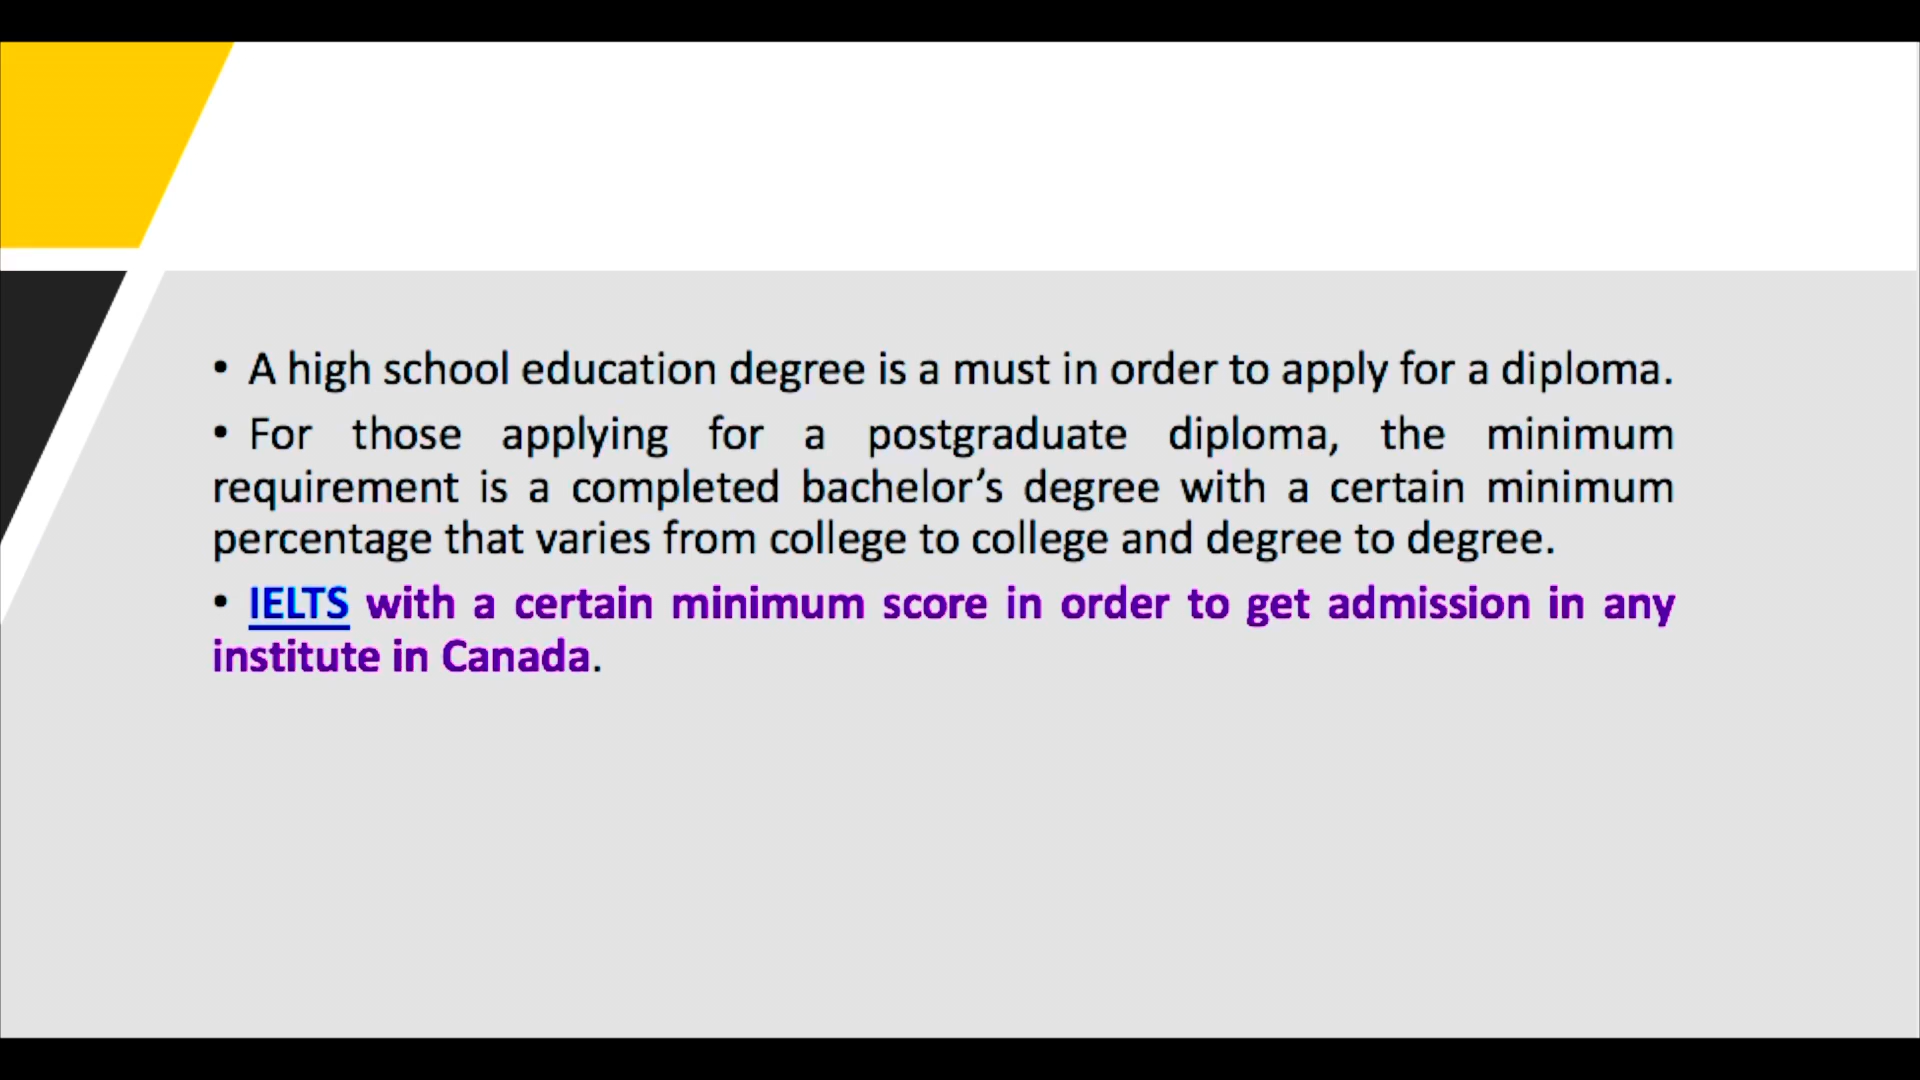 • A high school education degree is a must in order to apply for a diploma.
• For those applying for a postgraduate diploma, the minimum
requirement is a completed bachelor’s degree with a certain minimum
percentage that varies from college to college and degree to degree.
• IELTS with a certain minimum score in order to get admission in any
institute in Canada.